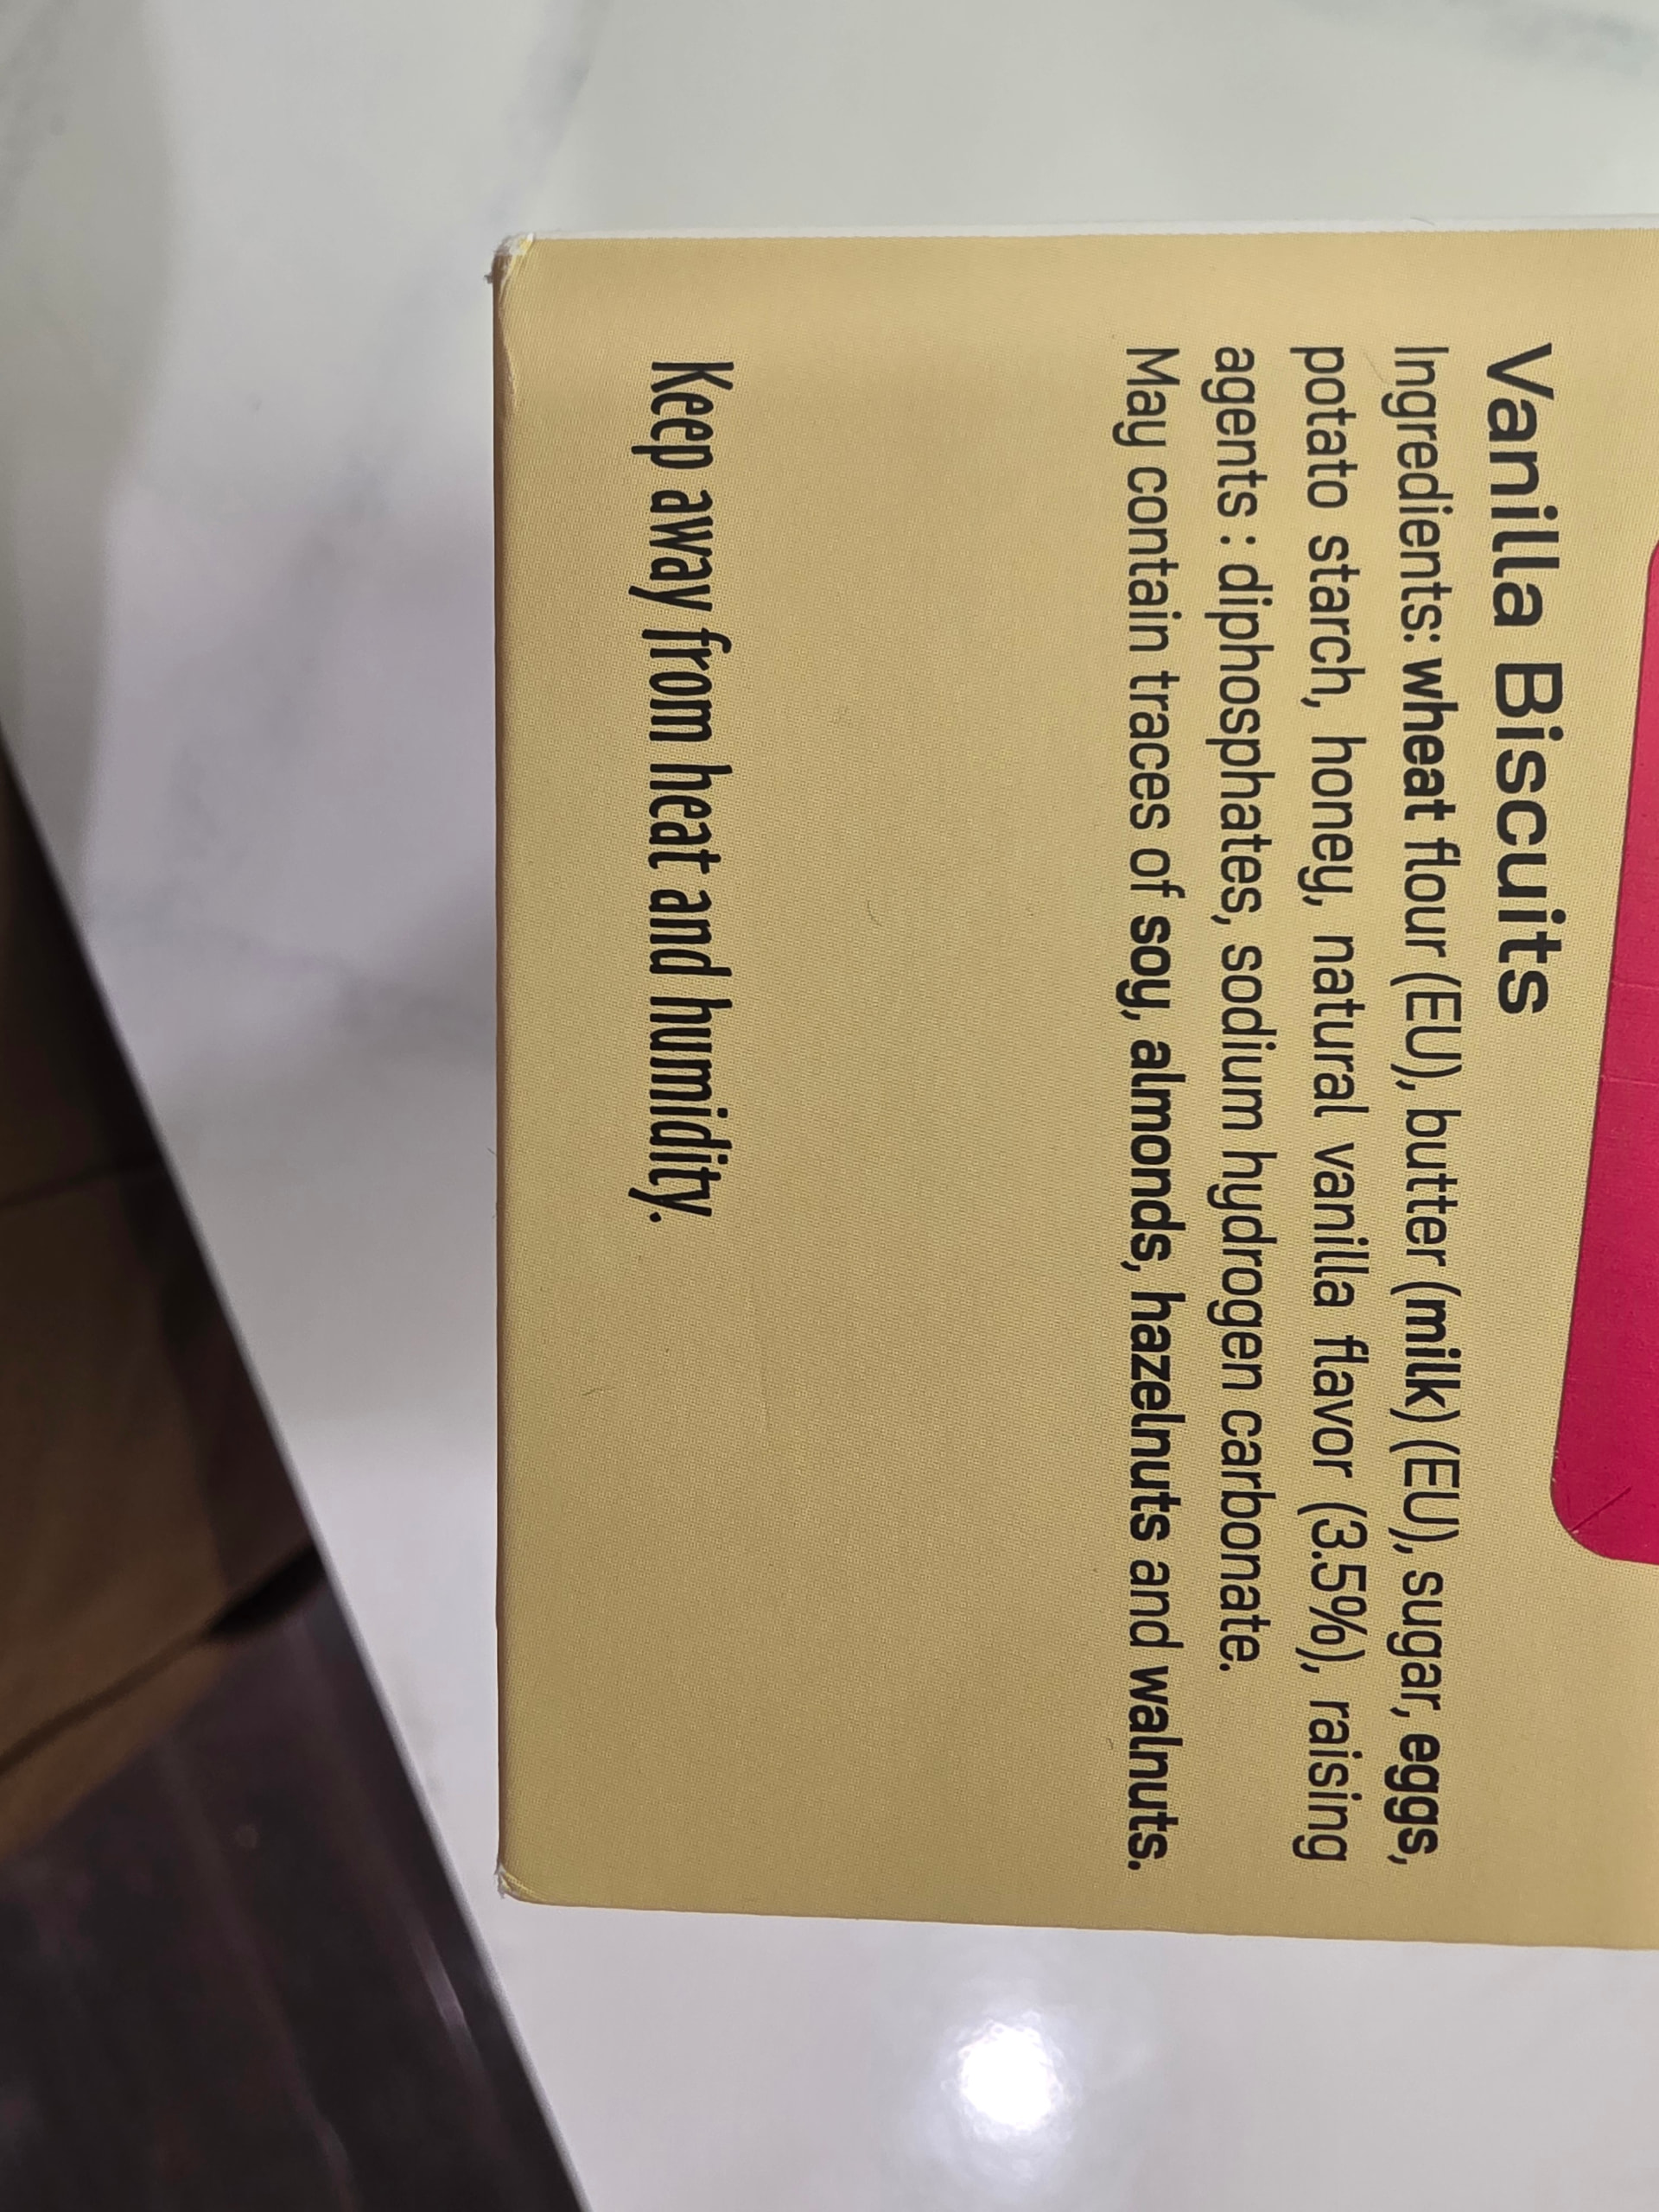 Vanilla Biscuits
Ingredients: wheat flour (EU), butter (milk) (EU), sugar, eggs,
potato starch, honey, natural vanilla flavor (3.5%), raising
agents : diphosphates, sodium hydrogen carbonate.
May contain traces of soy, almonds, hazelnuts and walnuts.
Keep away from heat and humidity.